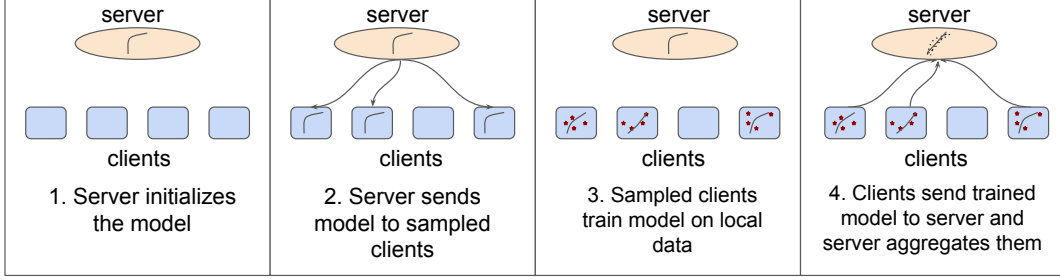 server
clients
1. Server initializes
the model
server
clients
2. Server sends
model to sampled
clients
server
clients
3. Sampled clients
train model on local
data
server
clients
4. Clients send trained
model to server and
server aggregates them